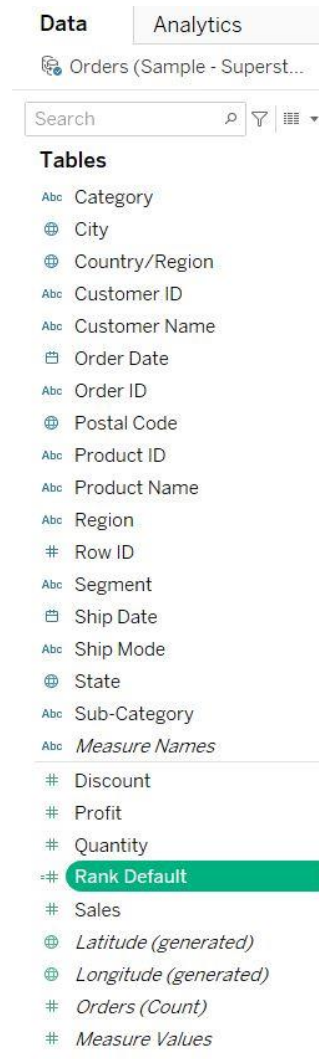 Data Analytics
Orders (Sample - Superst...
Search
Tables
Abc Category
City
Country/Region
Abc Customer ID
Abc Customer Name
Order Date
Abc Order ID
Postal Code
Abc Product ID
Abc Product Name
Abc Region
# Row ID
Abc Segment
Ship Date
Abc Ship Mode
State
Abc Sub-Category
Abc Measure Names
# Discount
# Profit
# Quantity
=# Rank Default
# Sales
Latitude (generated)
Longitude (generated)
# Orders (Count)
# Measure Values